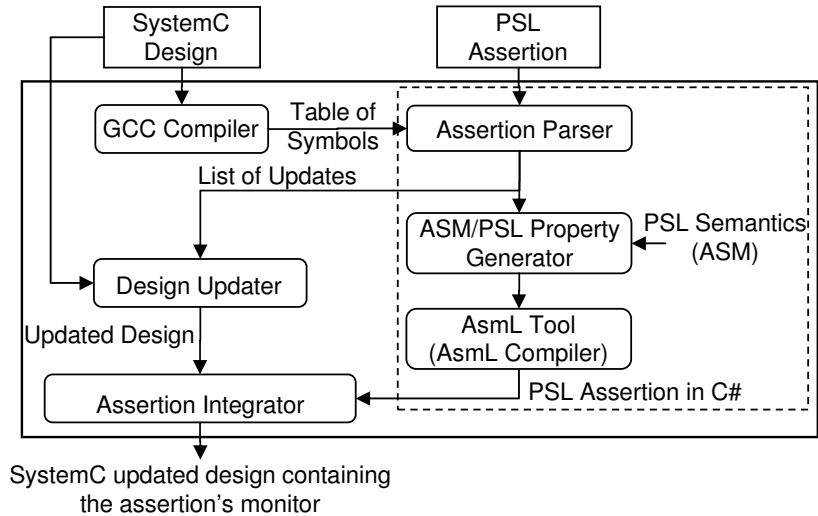 SystemC
Design
PSL
Assertion
GCC Compiler
Table of
Symbols
Assertion Parser
List of Updates
ASM/PSL Property
Generator
PSL Semantics
(ASM)
Design Updater
AsmL Tool
(AsmL Compiler)
Updated Design
PSL Assertion in C#
Assertion Integrator
SystemC updated design containing
the assertion’s monitor